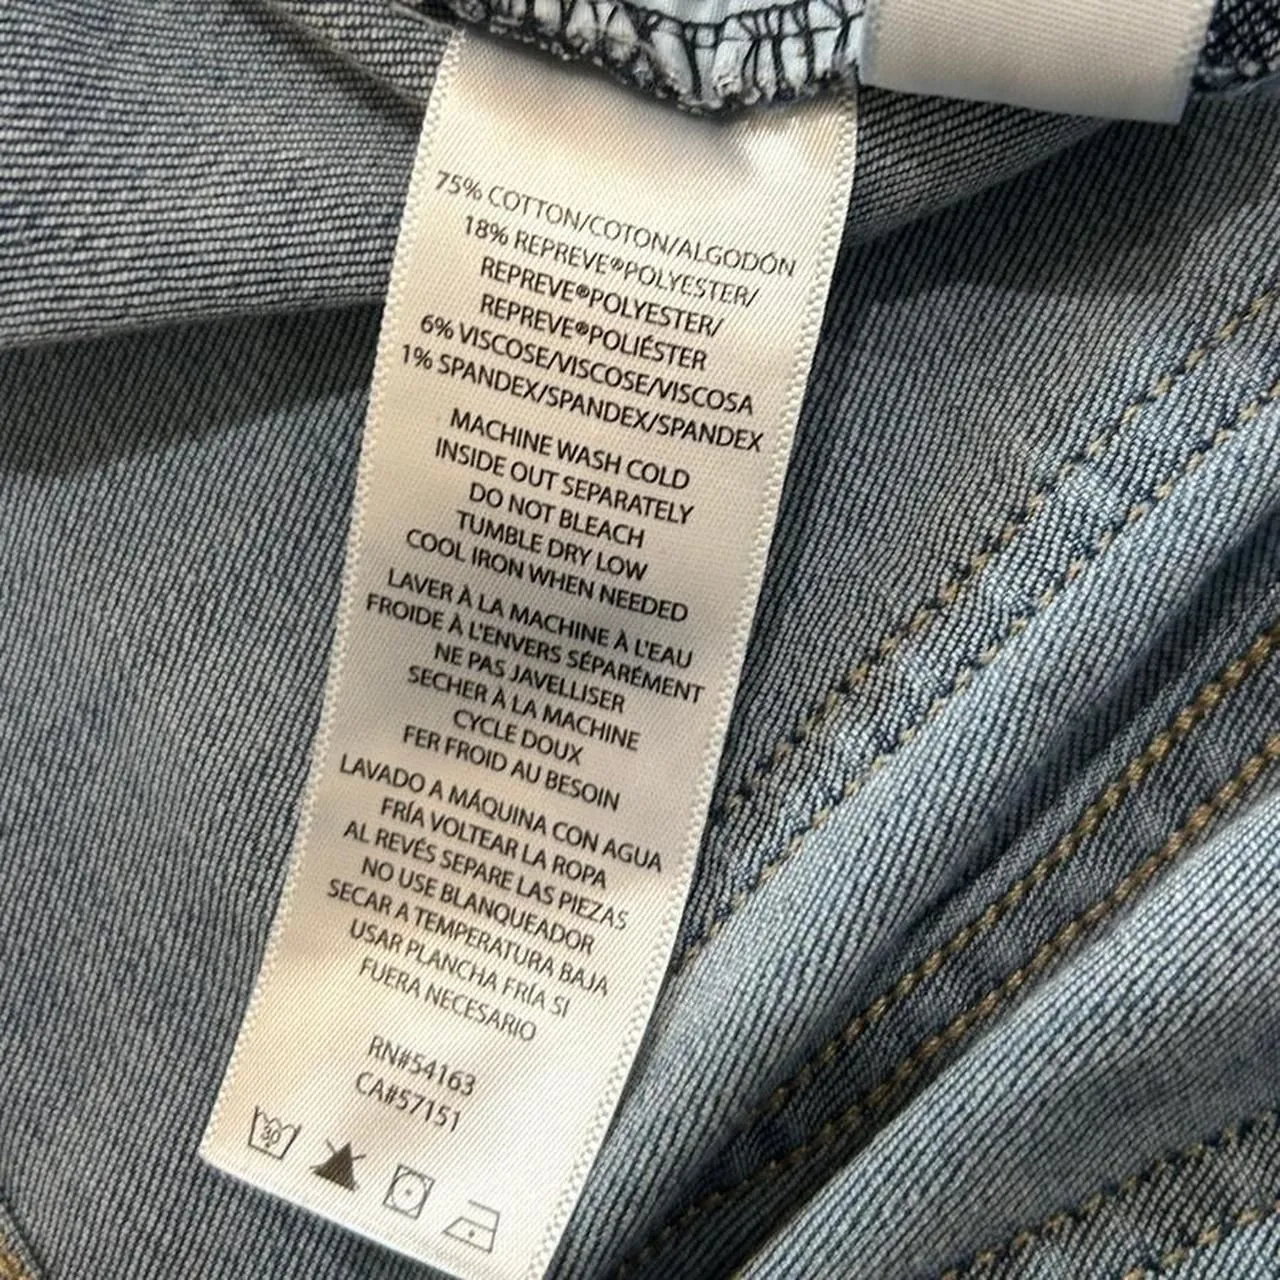 75% COTTON/COTON/ALGODÓN
18% REPREVE®POLYESTER/
REPREVE®POLYESTER/
REPREVE®POLIÉSTER
6% VISCOSE/VISCOSE/VISCOSA
1% SPANDEX/SPANDEX/SPANDEX
MACHINE WASH COLD
INSIDE OUT SEPARATELY
DO NOT BLEACH
TUMBLE DRY LOW
COOL IRON WHEN NEEDED
LAVER À LA MACHINE À L'EAU
FROIDE À L'ENVERS SÉPARÉMENT
NE PAS JAVELLISER
SECHER À LA MACHINE
CYCLE DOUX
FER FROID AU BESOIN
LAVADO A MÁQUINA CON AGUA
FRÍA VOLTEAR LA ROPA
AL REVÉS SEPARE LAS PIEZAS
NO USE BLANQUEADOR
SECAR A TEMPERATURA BAJA
USAR PLANCHA FRÍA SI
FUERA NECESARIO
RN#54163
CA#57151
30